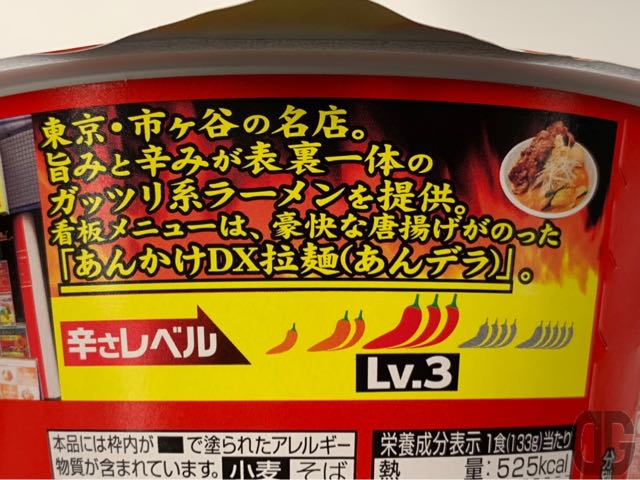 東京・市ヶ谷の名店。
旨みと辛みが表裏一体の
ガッツリ系ラーメンを提供。
看板メニューは、豪快な唐揚げがのった
「あんかけDX拉麺(あんデラ)」。
辛さレベル
Lv.3
本品には枠内が■で塗られたアレルギー
物質が含まれています。 小麦 そば
栄養成分表示 1食(133g)当たり
熱量:525kcal